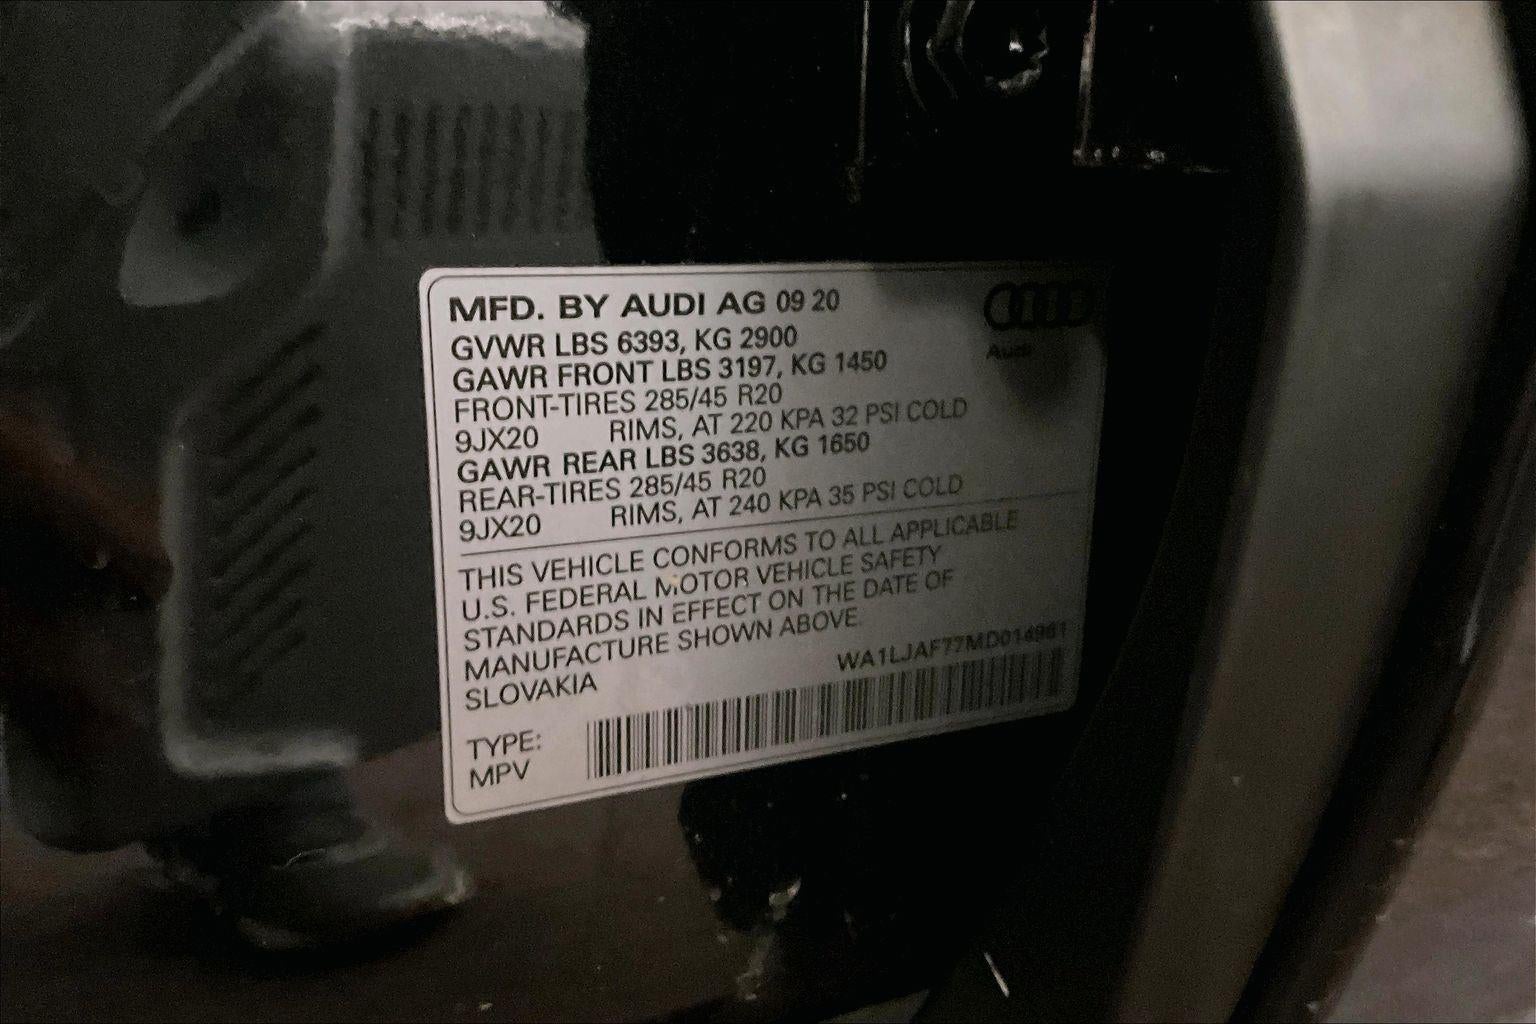 MFD. BY AUDI AG 09 20
Audi
GVWR LBS 6393, KG 2900
GAWR FRONT LBS 3197, KG 1450
FRONT-TIRES 285/45 R20
9JX20 RIMS, AT 220 KPA 32 PSI COLD
GAWR REAR LBS 3638, KG 1650
REAR-TIRES 285/45 R20
9JX20 RIMS, AT 240 KPA 35 PSI COLD
THIS VEHICLE CONFORMS TO ALL APPLICABLE
U.S. FEDERAL MOTOR VEHICLE SAFETY
STANDARDS IN EFFECT ON THE DATE OF
MANUFACTURE SHOWN ABOVE.
SLOVAKIA
WA1LJAF77MD014961
TYPE:
MPV